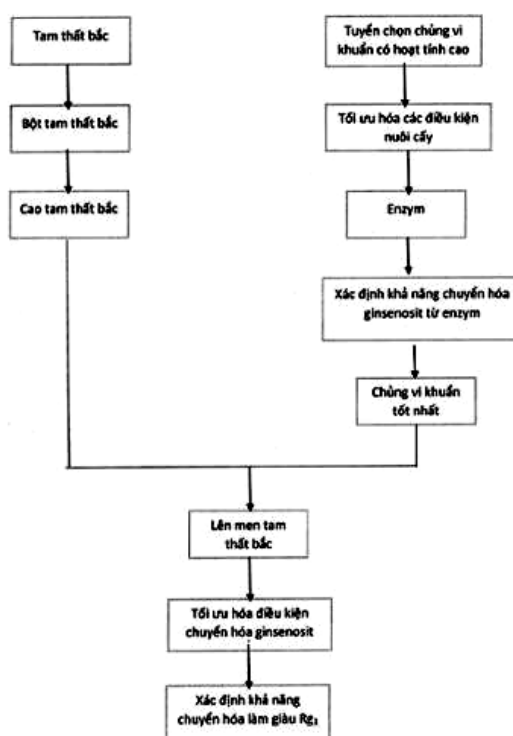 Tam thất bắc
Bột tam thất bắc
Cao tam thất bắc
Tuyển chọn chủng vi
khuẩn có hoạt tính cao
Tối ưu hóa các điều kiện
nuôi cấy
Enzym
Xác định khả năng chuyển hóa
ginsenosit từ enzym
Chủng vi khuẩn
tốt nhất
Lên men tam
thất bắc
Tối ưu hóa điều kiện
chuyển hóa ginsenosit
Xác định khả năng
chuyển hóa làm giàu Rg₃